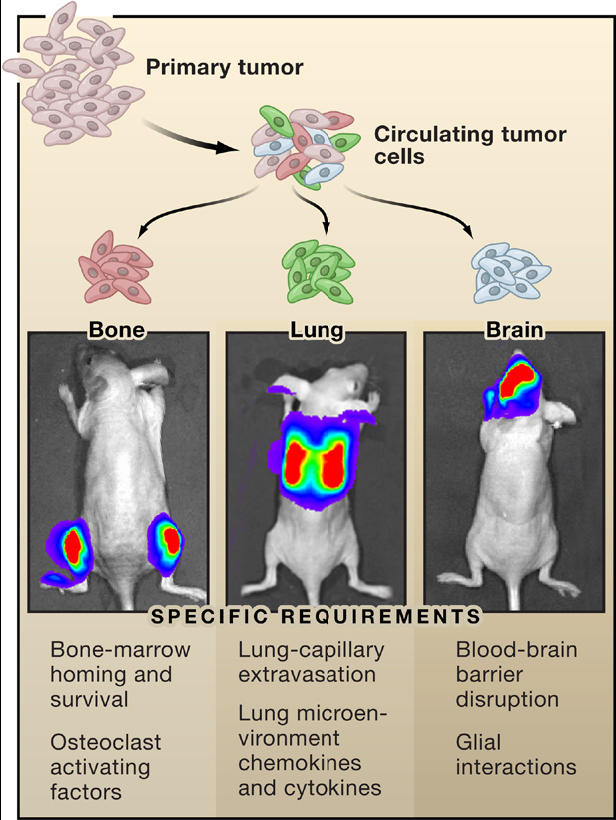 Primary tumor
Circulating tumor
cells
Bone
Lung
Brain
SPECIFIC REQUIREMENTS
Bone-marrow
homing and
survival
Osteoclast
activating
factors
Lung-capillary
extravasation
Lung microen-
vironment
chemokines
and cytokines
Blood-brain
barrier
disruption
Glial
interactions